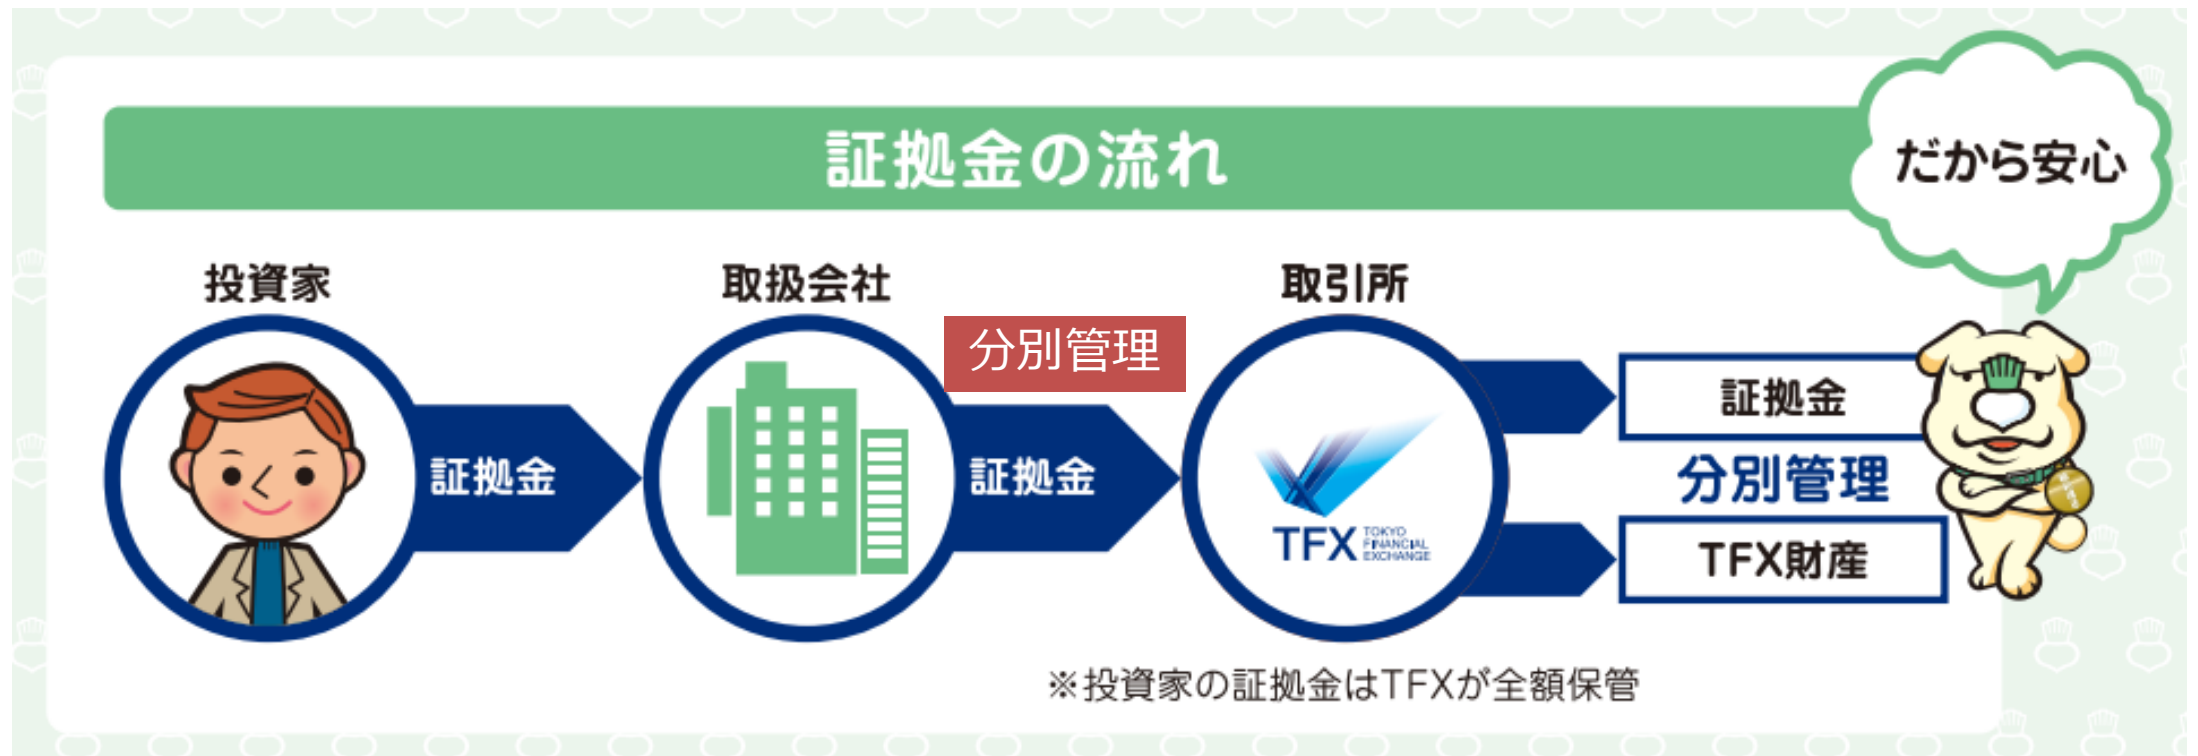 証拠金の流れ
だから安心
投資家
取扱会社
取引所
分別管理
証拠金
証拠金
TFX TOKYO
FINANCIAL
EXCHANGE
証拠金
分別管理
TFX財産
※投資家の証拠金はTFXが全額保管